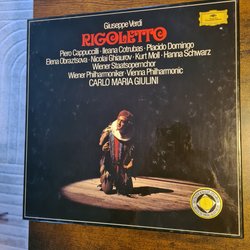 Giuseppe Verdi
RIGOLETTO
Piero Cappuccilli · Ileana Cotrubas · Placido Domingo
Elena Obraztsova · Nicolai Ghiaurov · Kurt Moll · Hanna Schwarz
Wiener Staatsopernchor
Wiener Philharmoniker · Vienna Philharmonic
CARLO MARIA GIULINI